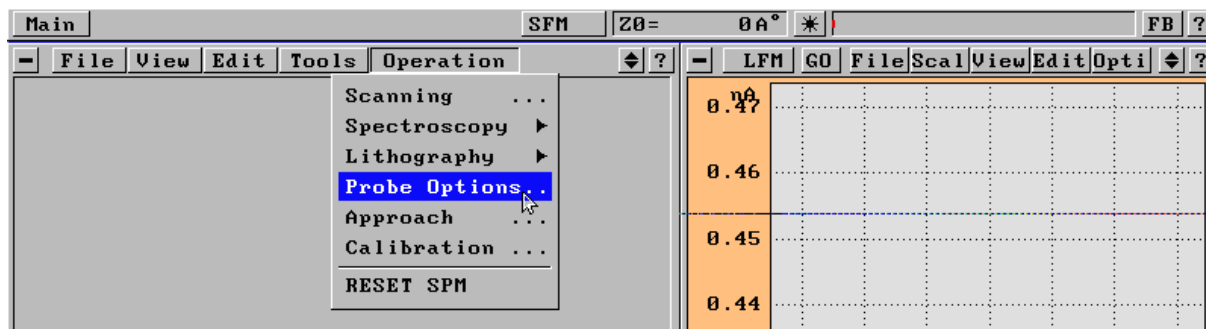 Main SFM Z0= 0A° FB ?
− File View Edit Tools Operation ?
Scanning ...
Spectroscopy ▶
Lithography ▶
Probe Options...
Approach ...
Calibration ...
RESET SPM
− LFM GO File Scal View Edit Opti ?
nA
0.47
0.46
0.45
0.44